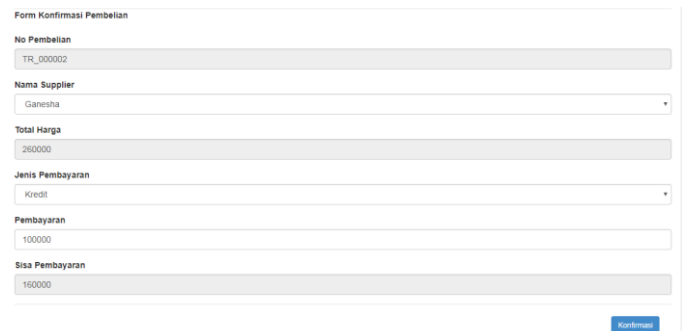 Form Konfirmasi Pembelian
No Pembelian
TR_000002
Nama Supplier
Ganesha
Total Harga
260000
Jenis Pembayaran
Kredit
Pembayaran
100000
Sisa Pembayaran
160000
Konfirmasi